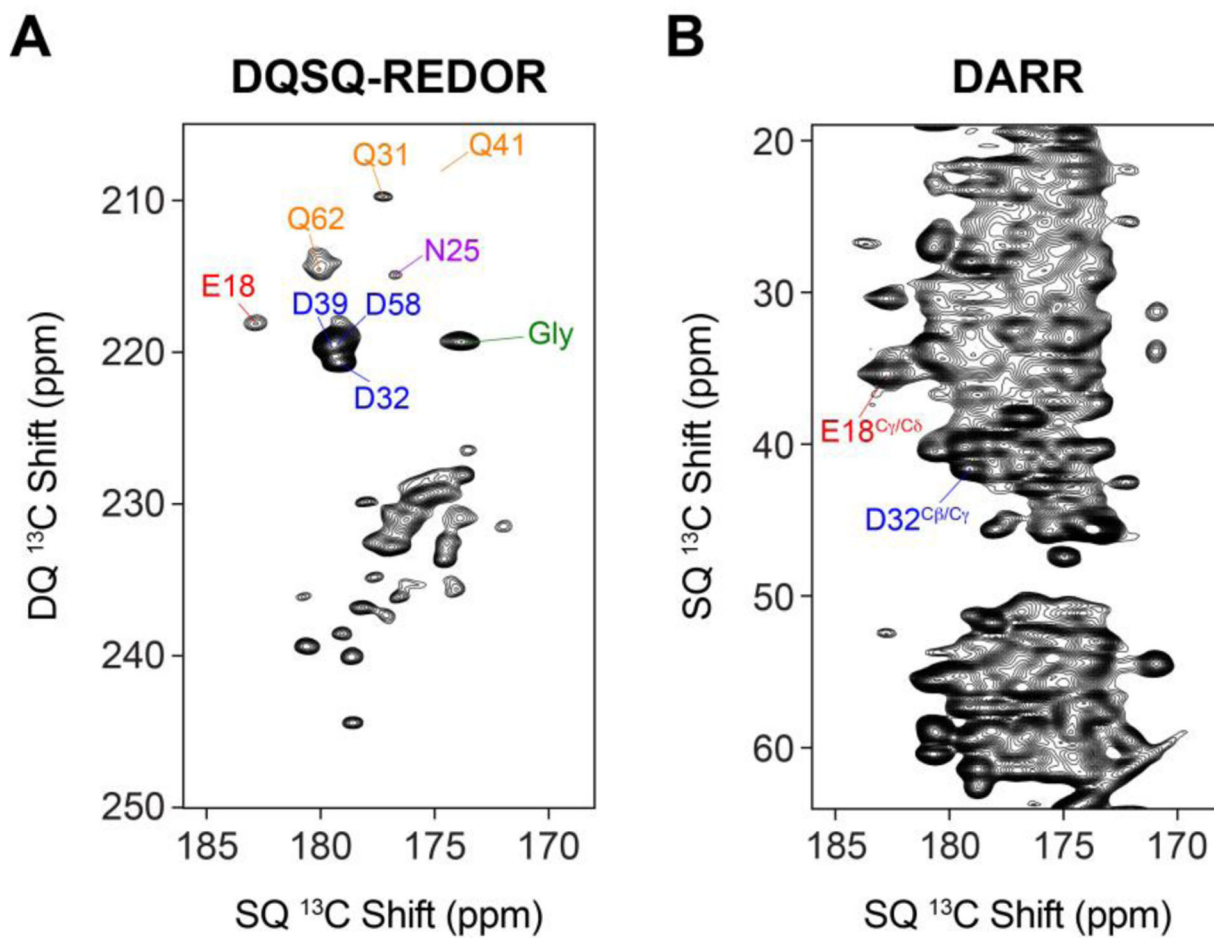 A
DQSQ-REDOR
Q31
Q41
Q62
N25
E18
D39
D58
Gly
D32
210
220
230
240
250
185
180
175
170
DQ ¹³C Shift (ppm)
SQ ¹³C Shift (ppm)
B
DARR
20
30
40
50
60
E18Cγ/Cδ
D32Cβ/Cγ
185
180
175
170
SQ ¹³C Shift (ppm)
SQ ¹³C Shift (ppm)